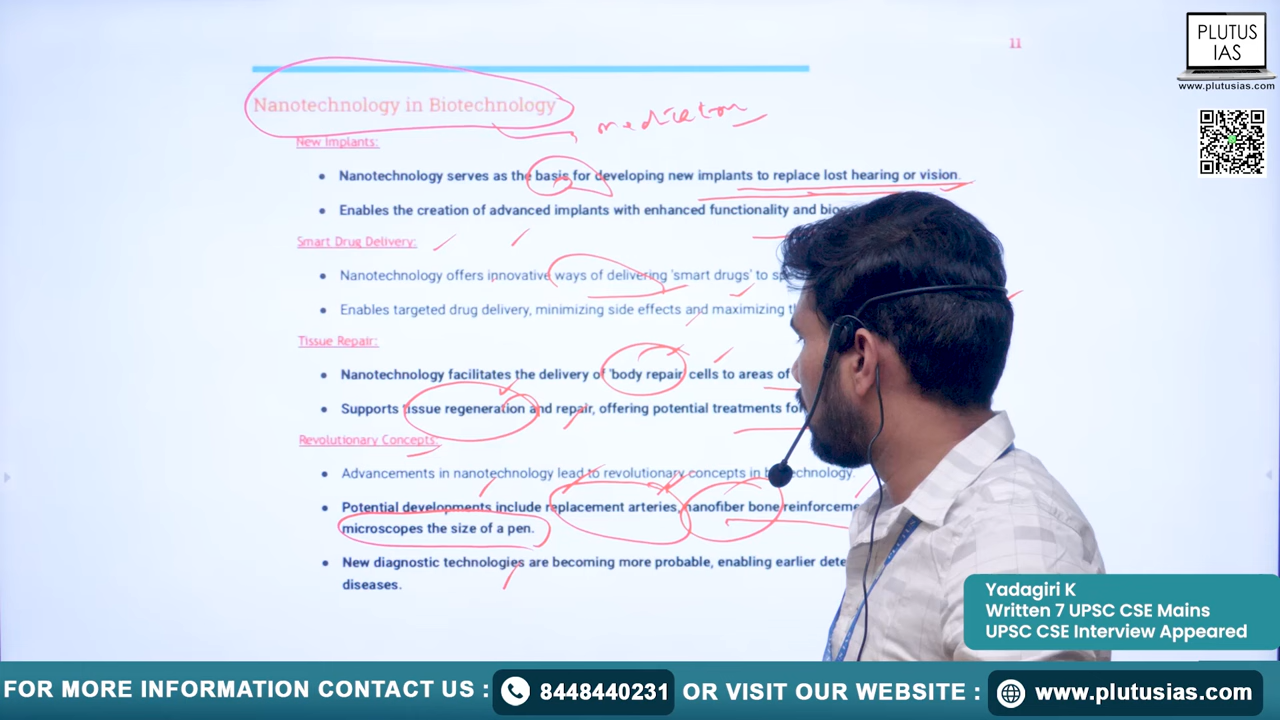 11
PLUTUS
IAS
www.plutusias.com
Nanotechnology in Biotechnology
New Implants:
• Nanotechnology serves as the basis for developing new implants to replace lost hearing or vision.
• Enables the creation of advanced implants with enhanced functionality and
Smart Drug Delivery:
• Nanotechnology offers innovative ways of delivering 'smart drugs' to
• Enables targeted drug delivery, minimizing side effects and maximizing
Tissue Repair:
• Nanotechnology facilitates the delivery of 'body repair' cells to areas of
• Supports tissue regeneration and repair, offering potential treatments for
Revolutionary Concepts:
• Advancements in nanotechnology lead to revolutionary concepts in biotechnology.
• Potential developments include replacement arteries, nanofiber bone
microscopes the size of a pen.
• New diagnostic technologies are becoming more probable, enabling earlier
diseases.
Yadagiri K
Written 7 UPSC CSE Mains
UPSC CSE Interview Appeared
FOR MORE INFORMATION CONTACT US : 8448440231 OR VISIT OUR WEBSITE : www.plutusias.com